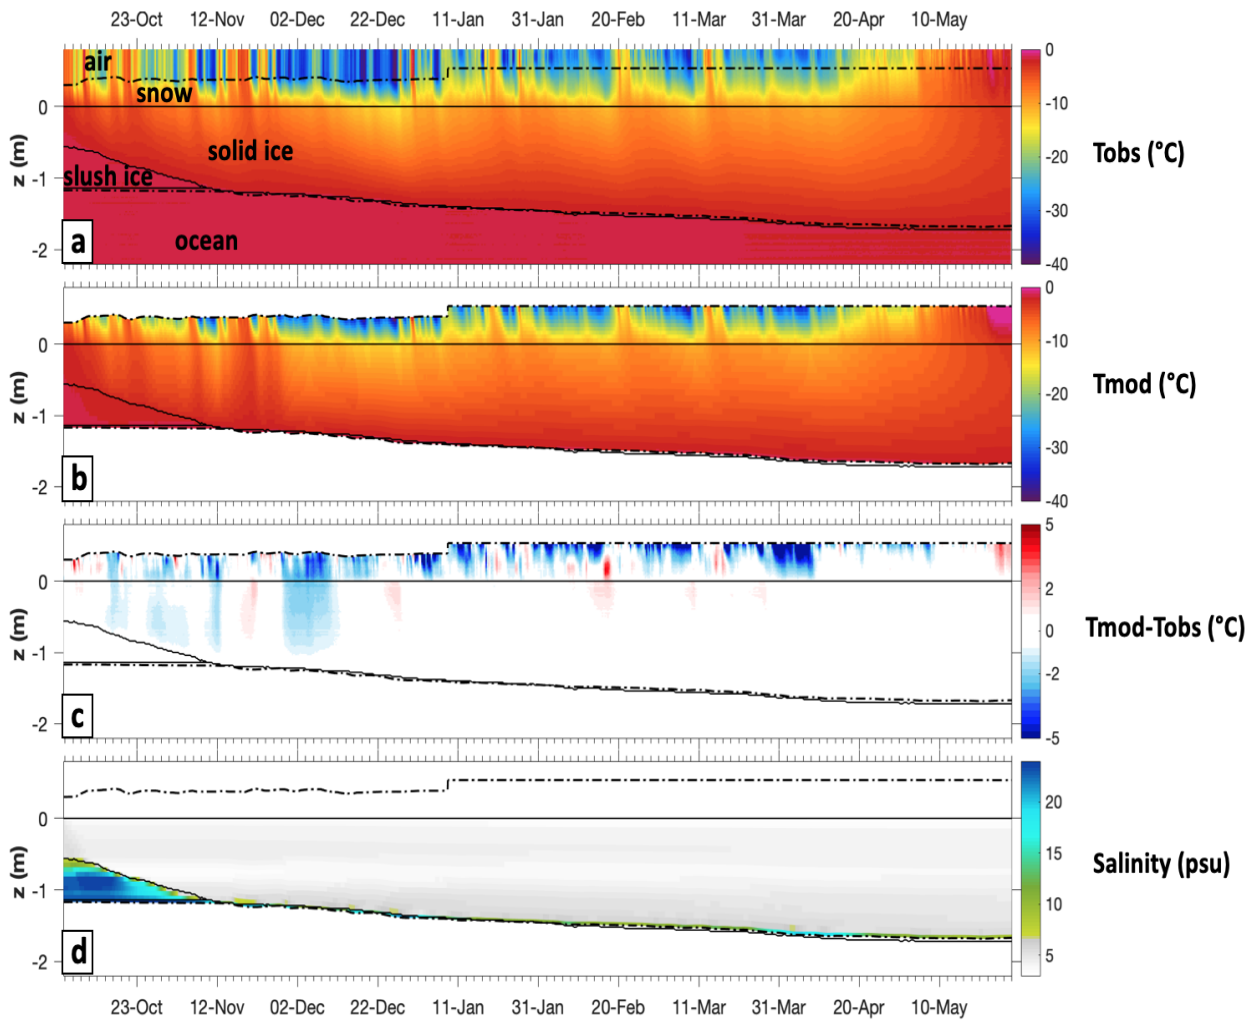 23-Oct 12-Nov 02-Dec 22-Dec 11-Jan 31-Jan 20-Feb 11-Mar 31-Mar 20-Apr 10-May
air
snow
solid ice
slush ice
ocean
a
z (m)
0
-1
-2
0
-10
-20
-30
-40
Tobs (°C)
b
z (m)
0
-1
-2
0
-10
-20
-30
-40
Tmod (°C)
c
z (m)
0
-1
-2
5
2
0
-2
-5
Tmod-Tobs (°C)
d
z (m)
0
-1
-2
20
15
10
5
Salinity (psu)
23-Oct 12-Nov 02-Dec 22-Dec 11-Jan 31-Jan 20-Feb 11-Mar 31-Mar 20-Apr 10-May